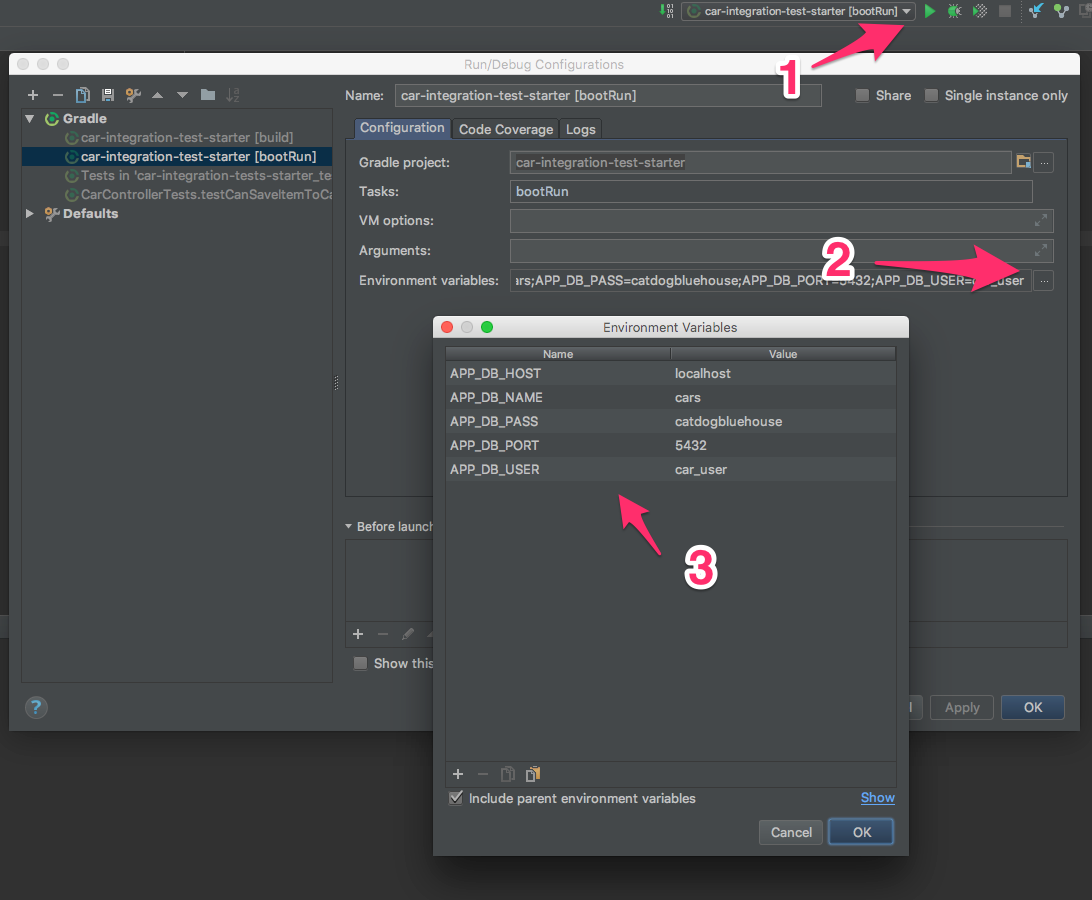 car-integration-test-starter [bootRun]
1
Run/Debug Configurations
Name: car-integration-test-starter [bootRun] Share Single instance only
Gradle
car-integration-test-starter [build]
car-integration-test-starter [bootRun]
Tests in 'car-integration-tests-starter_te
CarControllerTests.testCanSaveItemToCa
Defaults
Configuration Code Coverage Logs
Gradle project: car-integration-test-starter ...
Tasks: bootRun
VM options:
Arguments:
2
Environment variables: ars;APP_DB_PASS=catdogbluehouse;APP_DB_PORT=5432;APP_DB_USER=car_user ...
Environment Variables
Name Value
APP_DB_HOST localhost
APP_DB_NAME cars
APP_DB_PASS catdogbluehouse
APP_DB_PORT 5432
APP_DB_USER car_user
3
Before launch
Show this
? Apply OK
Include parent environment variables Show
Cancel OK